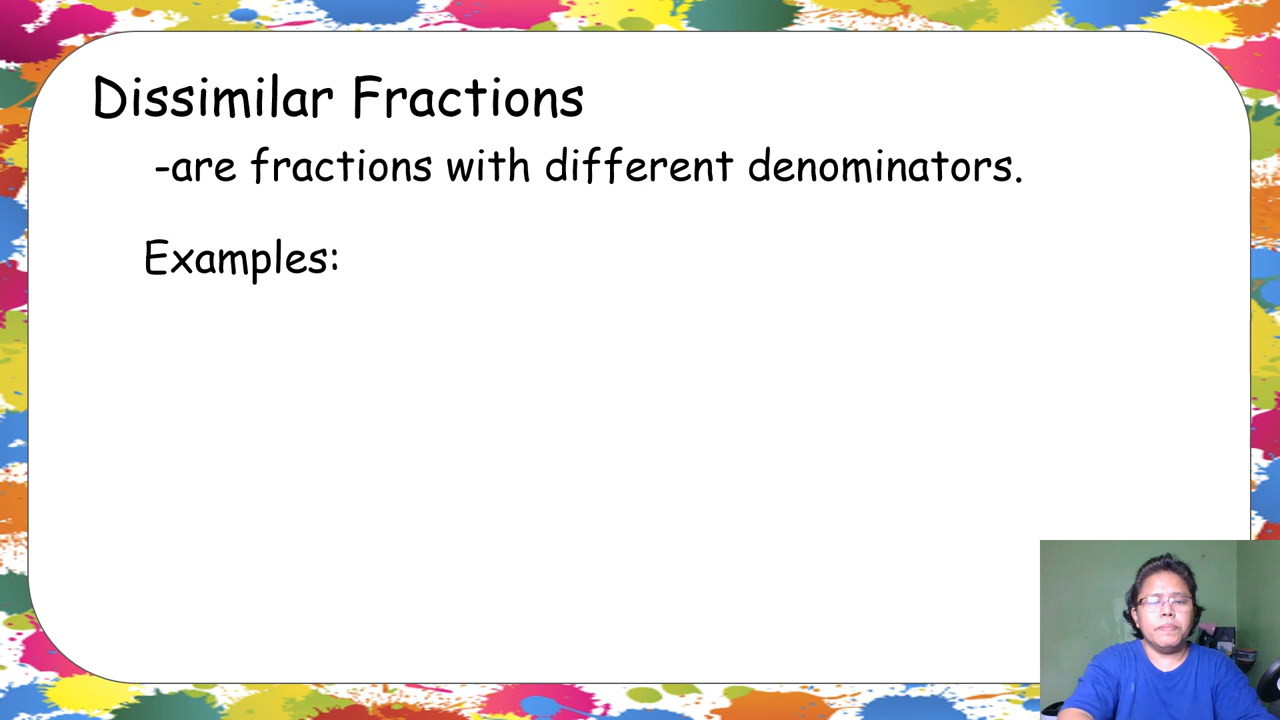 Dissimilar Fractions
-are fractions with different denominators.
Examples: